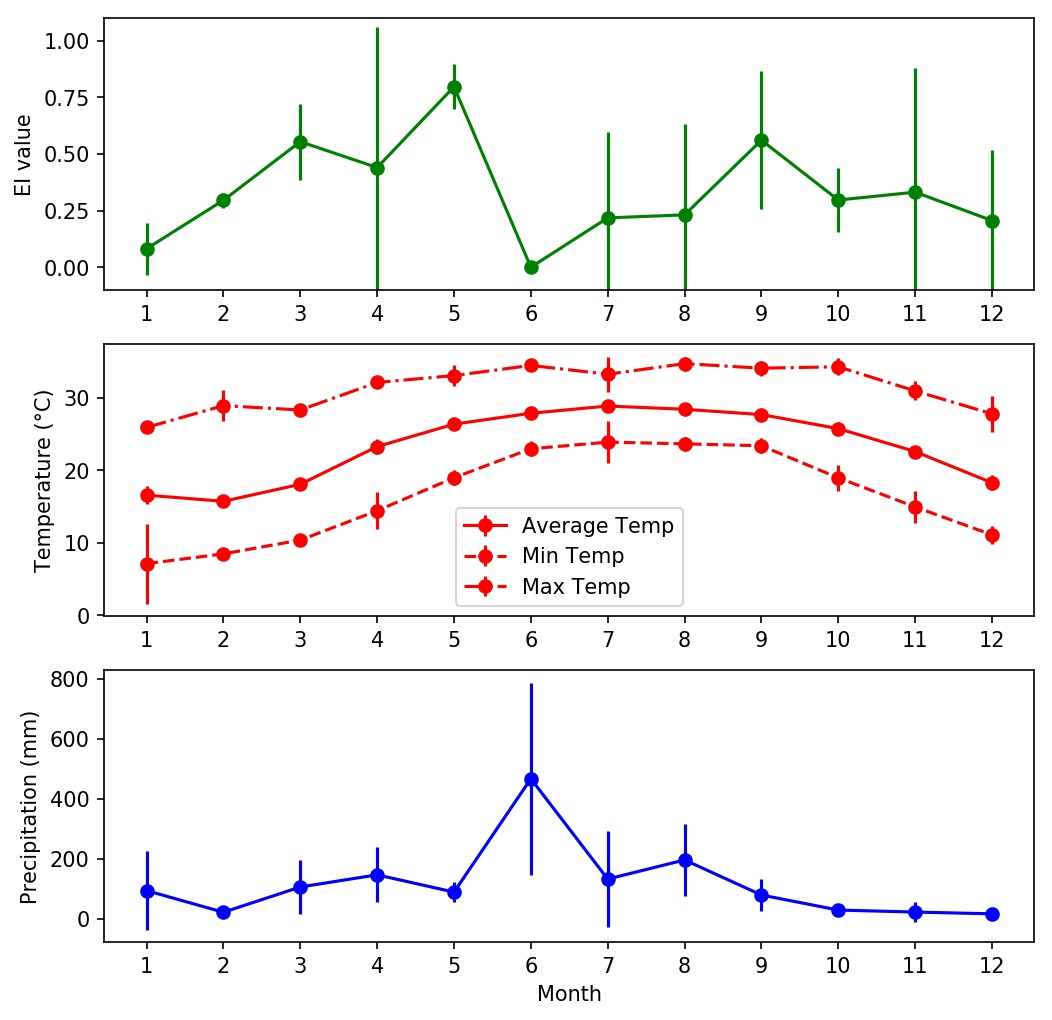 EI value
1.00
0.75
0.50
0.25
0.00
1 2 3 4 5 6 7 8 9 10 11 12
Temperature (°C)
30
20
10
0
Average Temp
Min Temp
Max Temp
1 2 3 4 5 6 7 8 9 10 11 12
Precipitation (mm)
800
600
400
200
0
1 2 3 4 5 6 7 8 9 10 11 12
Month